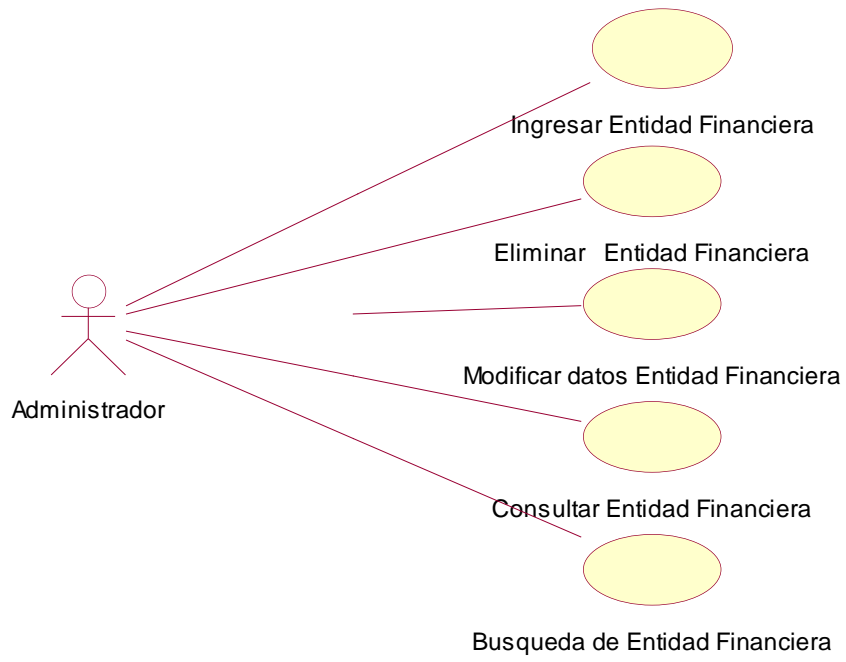 Ingresar Entidad Financiera
Eliminar Entidad Financiera
Modificar datos Entidad Financiera
Administrador
Consultar Entidad Financiera
Busqueda de Entidad Financiera